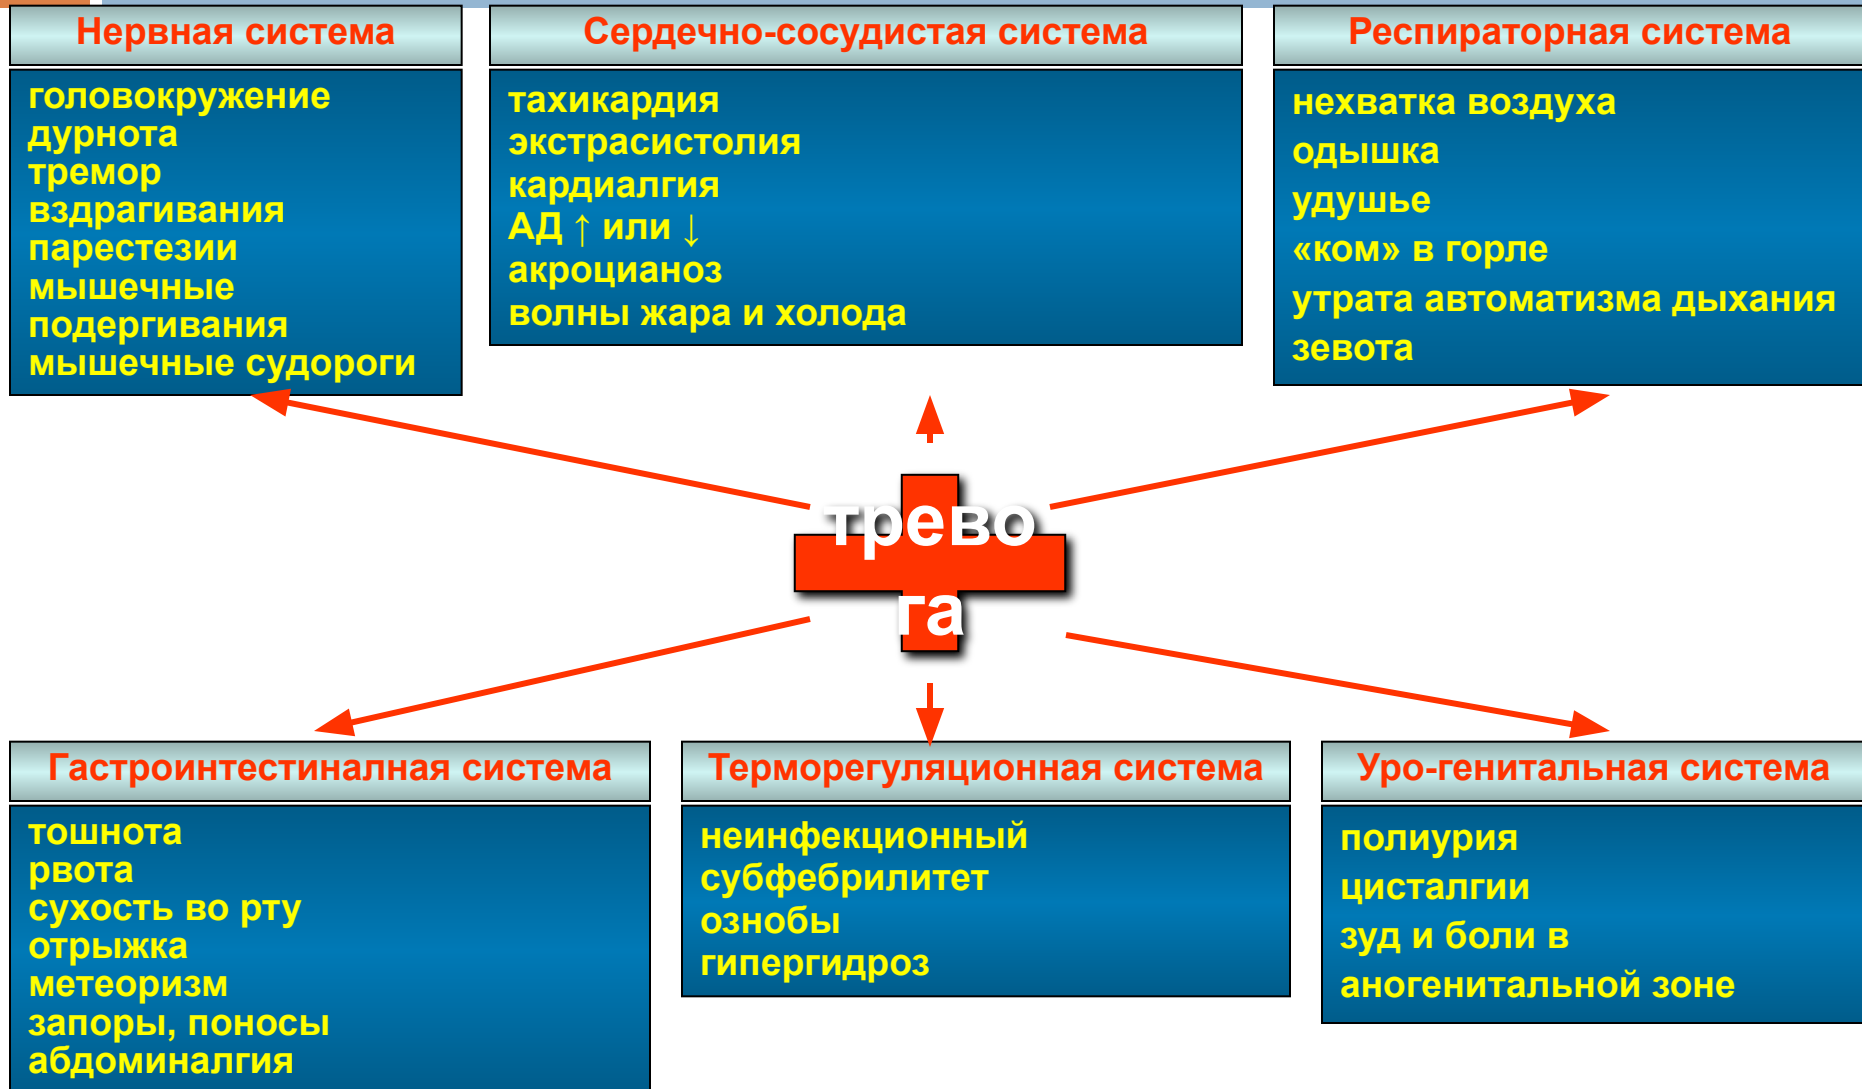 Нервная система
головокружение
дурнота
тремор
вздрагивания
парестезии
мышечные
подергивания
мышечные судороги
Сердечно-сосудистая система
тахикардия
экстрасистолия
кардиалгия
АД ↑ или ↓
акроцианоз
волны жара и холода
Респираторная система
нехватка воздуха
одышка
удушье
«ком» в горле
утрата автоматизма дыхания
зевота
трево
га
Гастроинтестиналная система
тошнота
рвота
сухость во рту
отрыжка
метеоризм
запоры, поносы
абдоминалгия
Терморегуляционная система
неинфекционный
субфебрилитет
ознобы
гипергидроз
Уро-генитальная система
полиурия
цисталгии
зуд и боли в
аногенитальной зоне